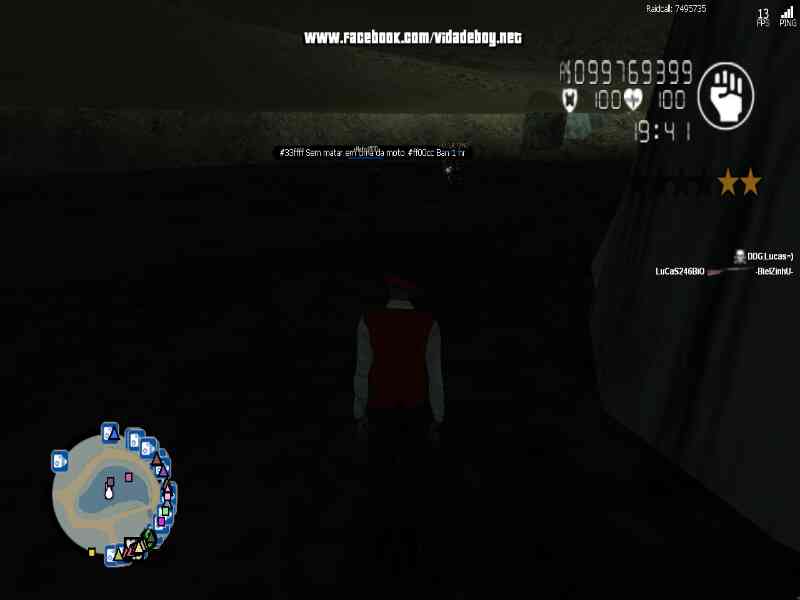 Raidcall: 7495735
13
FPS
PING
www.facebook.com/vidadeboy.net
099769399
100
100
19:41
#33ffff Sem matar em cima da moto #ff00cc Ban 1 hr
DDG.Lucas=)
LuCaS246BiO
-BielZinhU-